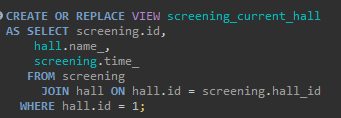 CREATE OR REPLACE VIEW screening_current_hall
AS SELECT screening.id,
hall.name_,
screening.time_
FROM screening
JOIN hall ON hall.id = screening.hall_id
WHERE hall.id = 1;